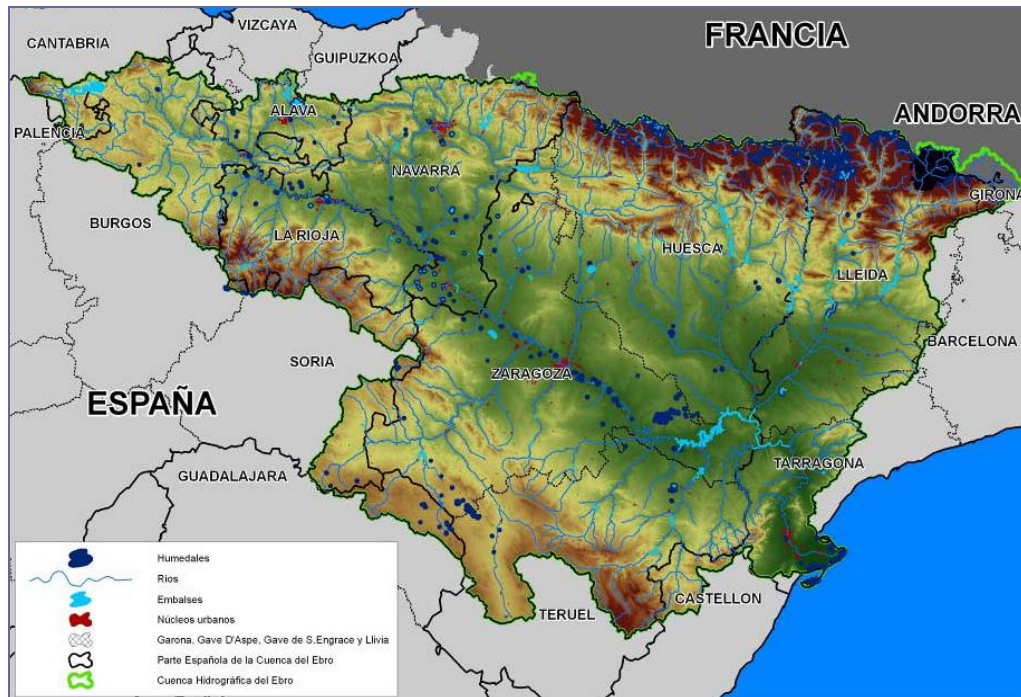 VIZCAYA
CANTABRIA
FRANCIA
GUIPUZKOA
ALAVA
ANDORRA
PALENCIA
NAVARRA
GIRONA
BURGOS
LA RIOJA
HUESCA
LLEIDA
BARCELONA
SORIA
ZARAGOZA
ESPAÑA
TARRAGONA
GUADALAJARA
Humedales
Ríos
Embalses
Núcleos urbanos
Garona, Gave D'Aspe, Gave de S.Engrace y Llivia
Parte Española de la Cuenca del Ebro
Cuenca Hidrográfica del Ebro
CASTELLON
TERUEL